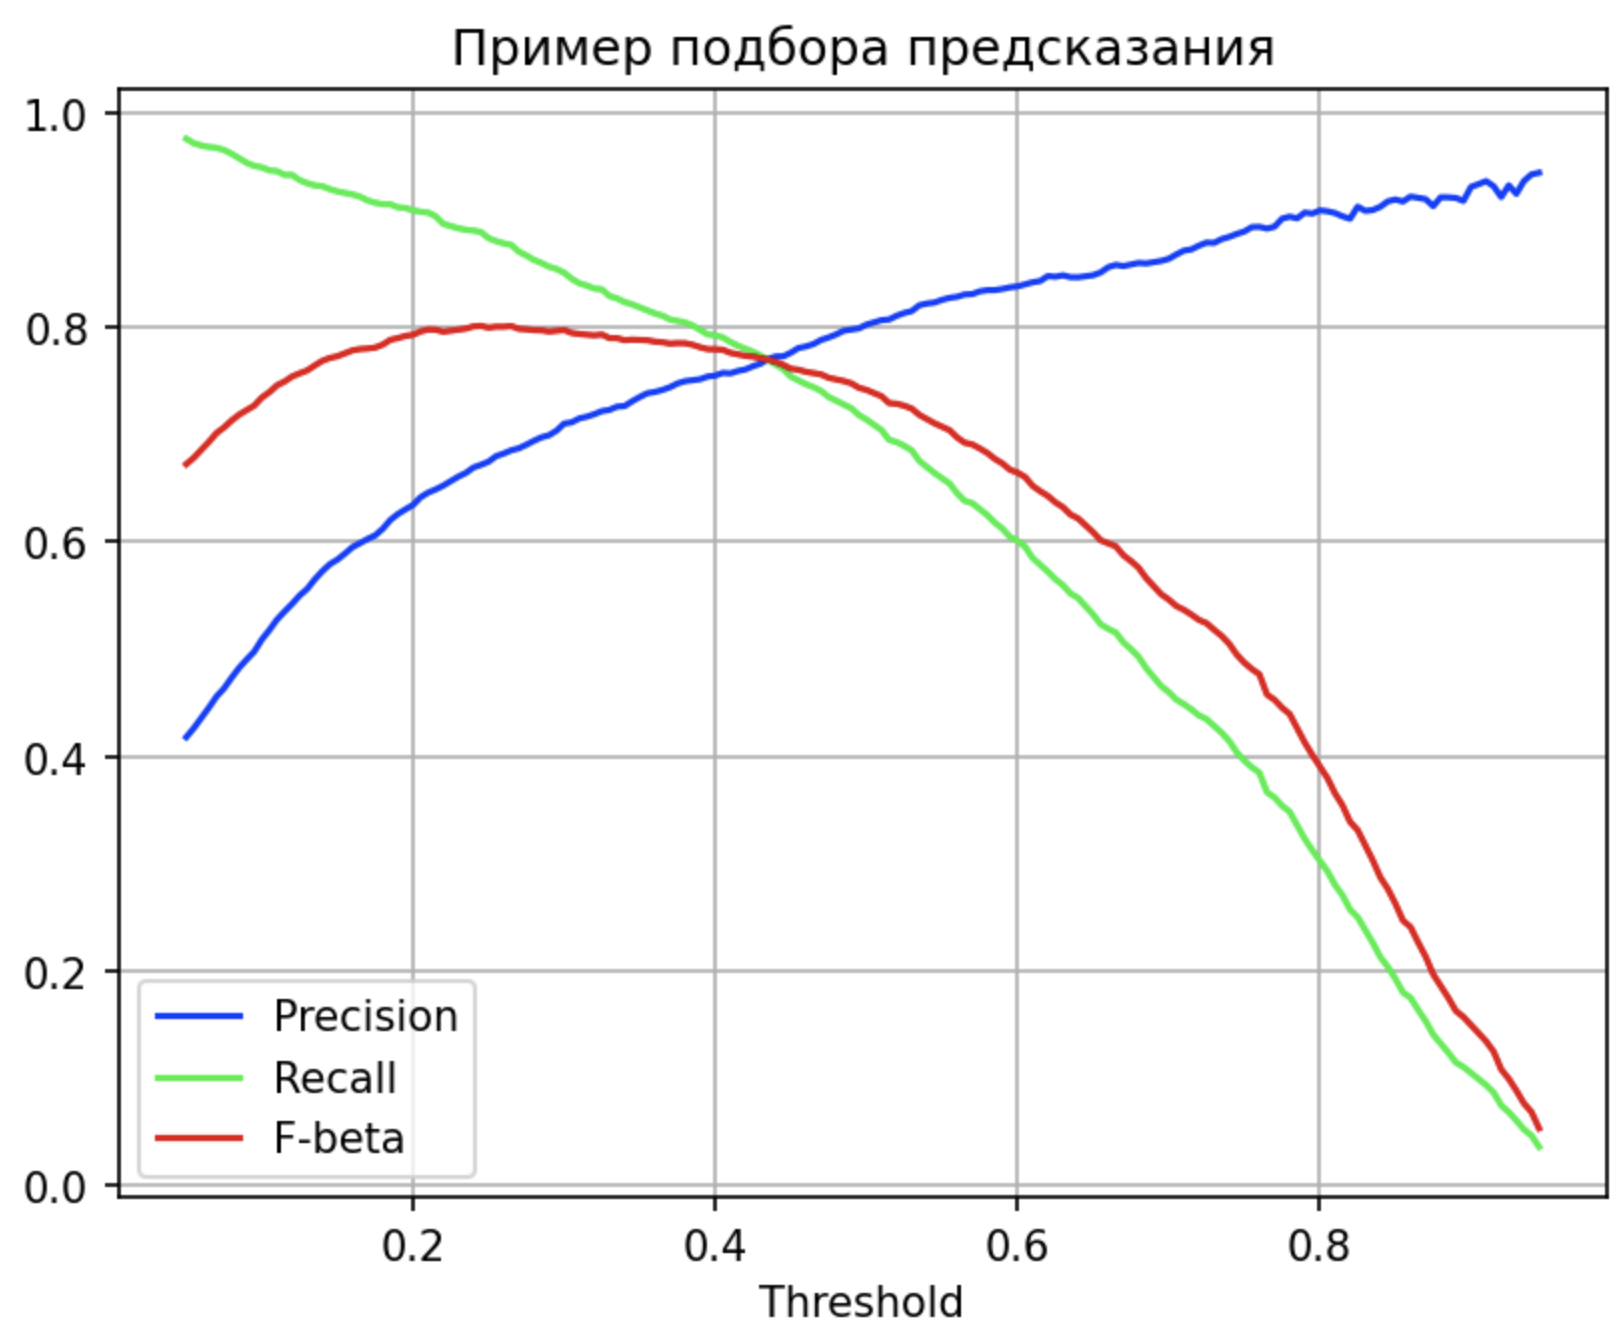 Пример подбора предсказания
1.0
0.8
0.6
0.4
0.2
0.0
Precision
Recall
F-beta
0.2 0.4 0.6 0.8
Threshold